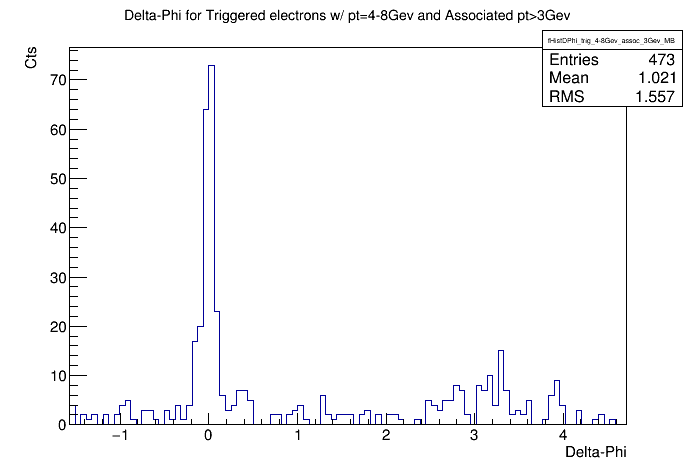 Delta-Phi for Triggered electrons w/ pt=4-8Gev and Associated pt>3Gev
fHistDPhi_trig_4-8Gev_assoc_3Gev_MB
Entries 473
Mean 1.021
RMS 1.557
Cts
70
60
50
40
30
20
10
0
−1 0 1 2 3 4
Delta-Phi